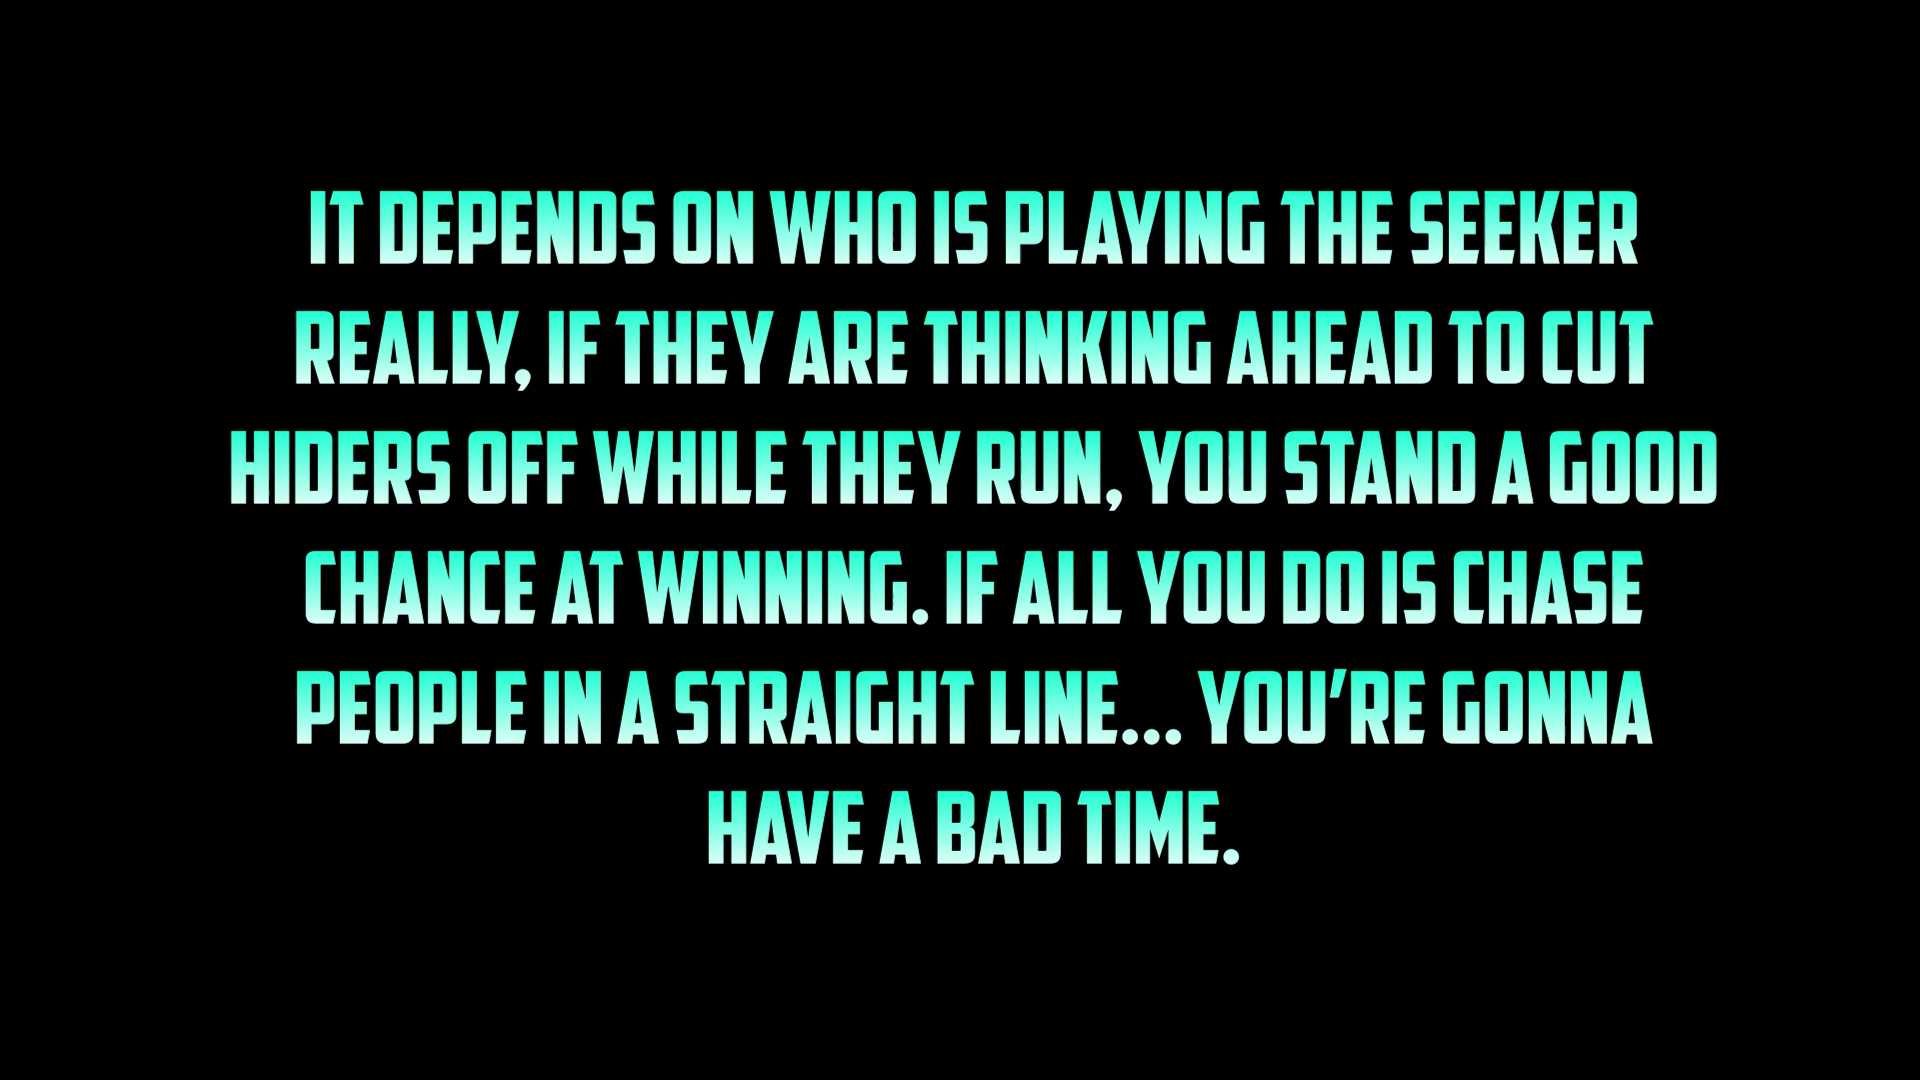 IT DEPENDS ON WHO IS PLAYING THE SEEKER
REALLY, IF THEY ARE THINKING AHEAD TO CUT
HIDERS OFF WHILE THEY RUN, YOU STAND A GOOD
CHANCE AT WINNING. IF ALL YOU DO IS CHASE
PEOPLE IN A STRAIGHT LINE... YOU'RE GONNA
HAVE A BAD TIME.